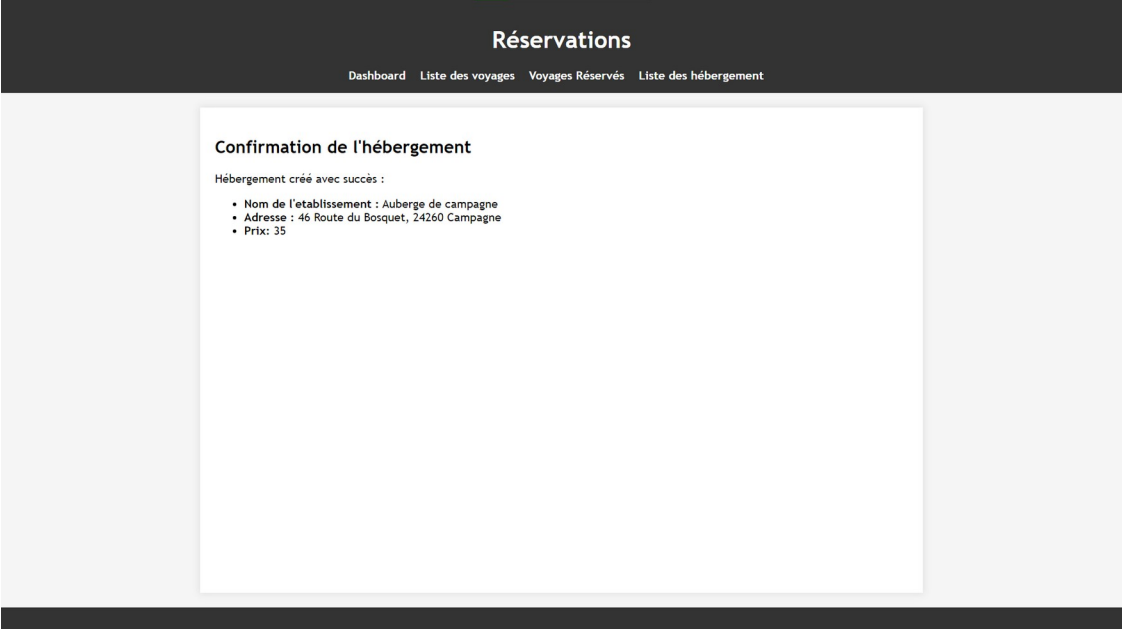 Réservations
Dashboard Liste des voyages Voyages Réservés Liste des hébergement
Confirmation de l'hébergement
Hébergement créé avec succès :
• Nom de l'etablissement : Auberge de campagne
• Adresse : 46 Route du Bosquet, 24260 Campagne
• Prix: 35